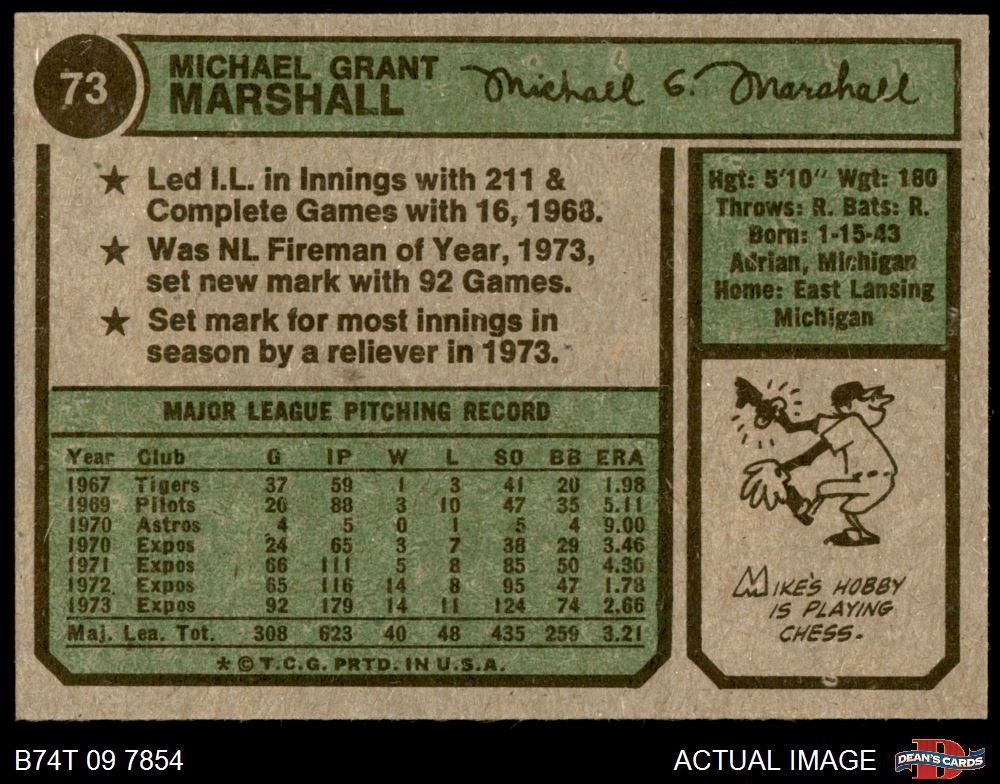 73
MICHAEL GRANT
MARSHALL
Michael G. Marshall
★ Led I.L. in Innings with 211 &
Complete Games with 16, 1968.
★ Was NL Fireman of Year, 1973,
set new mark with 92 Games.
★ Set mark for most innings in
season by a reliever in 1973.
MAJOR LEAGUE PITCHING RECORD
Year Club G IP W L SO BB ERA
1967 Tigers 37 59 1 3 41 20 1.98
1969 Pilots 20 88 3 10 47 35 5.11
1970 Astros 4 5 0 1 5 4 9.00
1970 Expos 24 65 3 7 38 29 3.46
1971 Expos 66 111 5 8 85 50 4.30
1972 Expos 65 116 14 8 95 47 1.78
1973 Expos 92 179 14 11 124 74 2.66
Maj. Lea. Tot. 308 623 40 48 435 259 3.21
* © T.C.G. PRTD. IN U.S.A.
Hgt: 5'10" Wgt: 180
Throws: R. Bats: R.
Born: 1-15-43
Adrian, Michigan
Home: East Lansing
Michigan
MIKE'S HOBBY
IS PLAYING
CHESS.
B74T 09 7854
ACTUAL IMAGE
D
DEAN'S CARDS